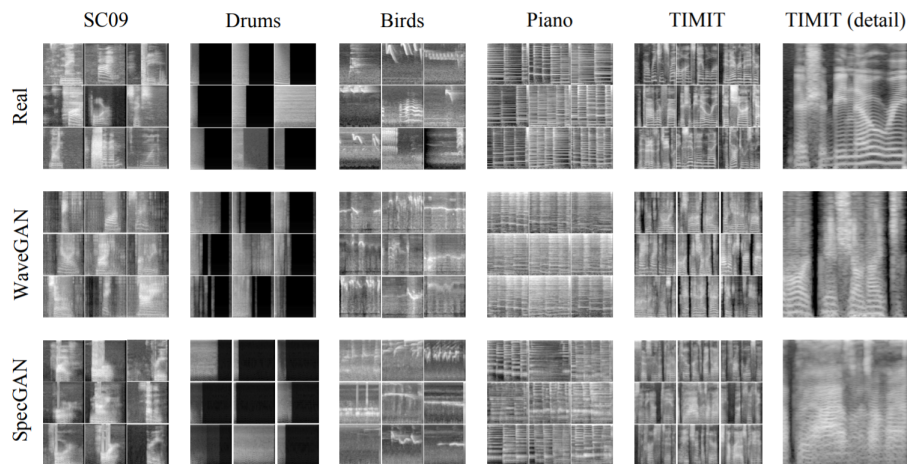 SC09 Drums Birds Piano TIMIT TIMIT (detail)
Real
WaveGAN
SpecGAN